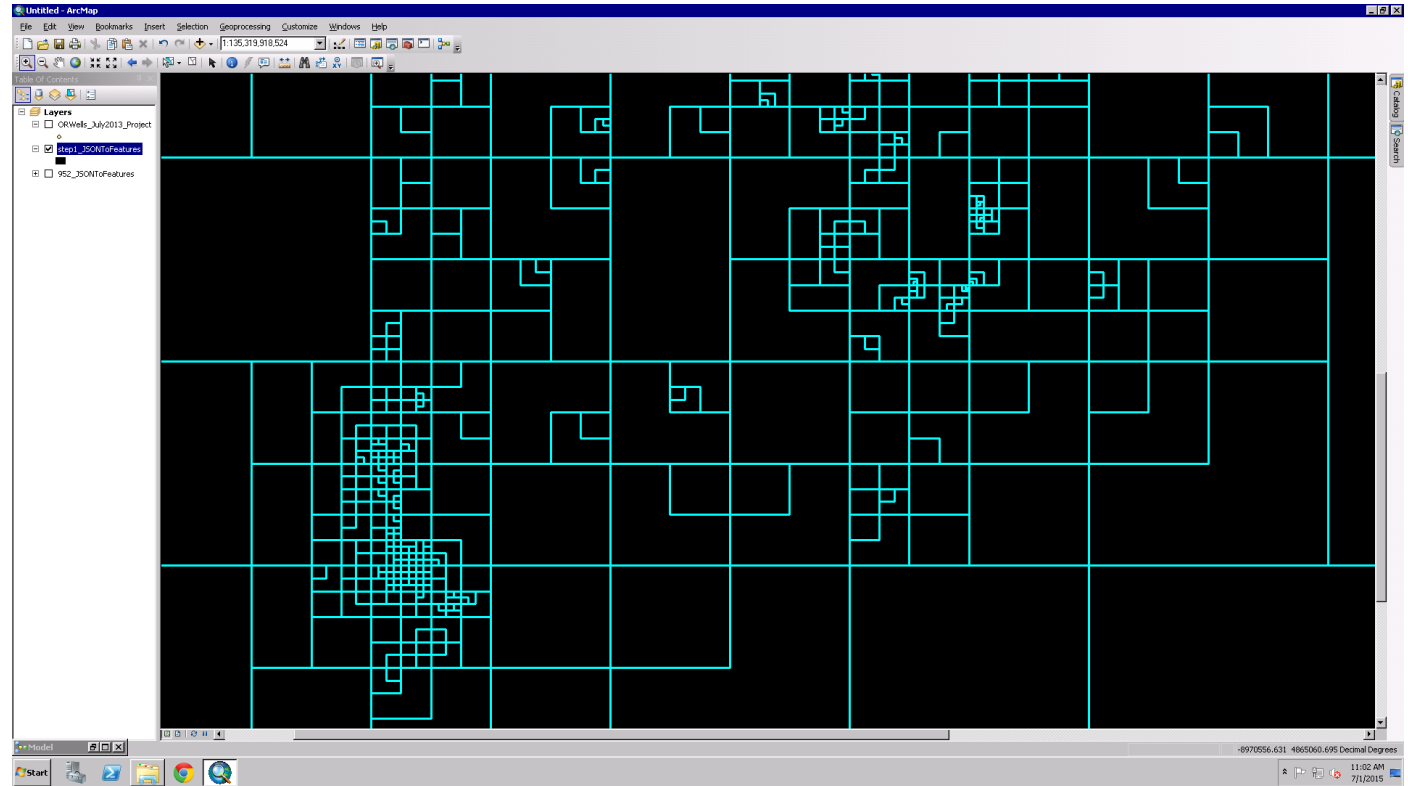 Untitled - ArcMap
File Edit View Bookmarks Insert Selection Geoprocessing Customize Windows Help
1:135,319,918,524
Table Of Contents
Layers
ORWells_July2013_Project
step1_JSONToFeatures
952_JSONToFeatures
Catalog
Search
Model
-8970556.631 4865060.695 Decimal Degrees
Start
11:02 AM
7/1/2015